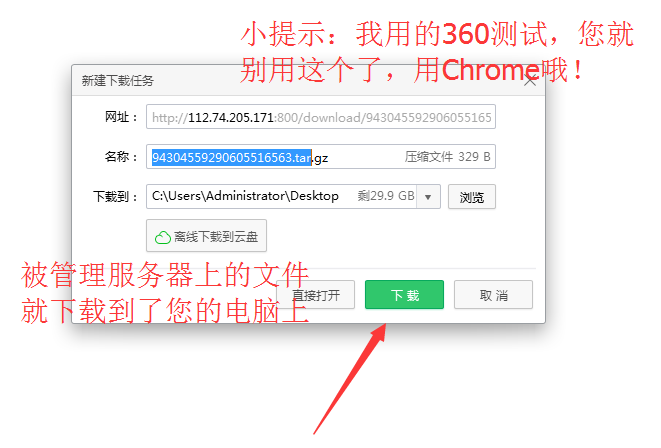 小提示：我用的360测试，您就
别用这个了，用Chrome哦！
新建下载任务
网址：
http://112.74.205.171:800/download/943045592906055165
名称：
94304559290605516563.tar.gz
压缩文件 329 B
下载到：
C:\Users\Administrator\Desktop
剩29.9 GB
浏览
离线下载到云盘
被管理服务器上的文件
就下载到了您的电脑上
直接打开
下 载
取 消